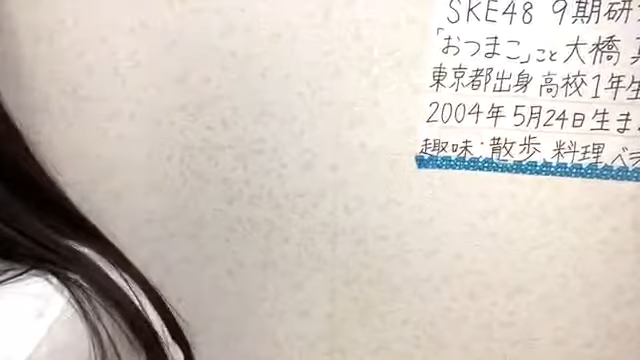 SKE48 9期研
「おつまこ」こと大橋
東京都出身 高校1年生
2004年5月24日生ま
趣味:散歩、料理、ベラ